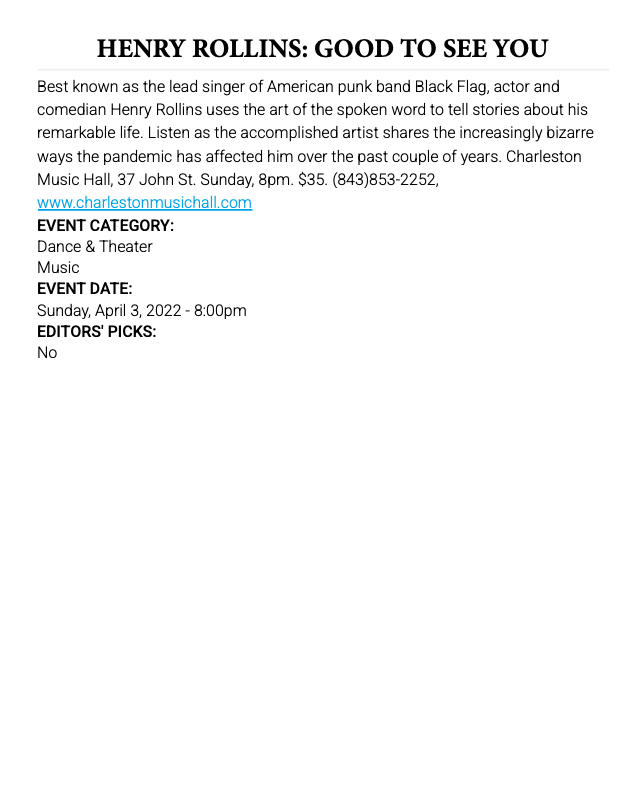 HENRY ROLLINS: GOOD TO SEE YOU
Best known as the lead singer of American punk band Black Flag, actor and
comedian Henry Rollins uses the art of the spoken word to tell stories about his
remarkable life. Listen as the accomplished artist shares the increasingly bizarre
ways the pandemic has affected him over the past couple of years. Charleston
Music Hall, 37 John St. Sunday, 8pm. $35. (843)853-2252,
www.charlestonmusichall.com
EVENT CATEGORY:
Dance & Theater
Music
EVENT DATE:
Sunday, April 3, 2022 - 8:00pm
EDITORS' PICKS:
No